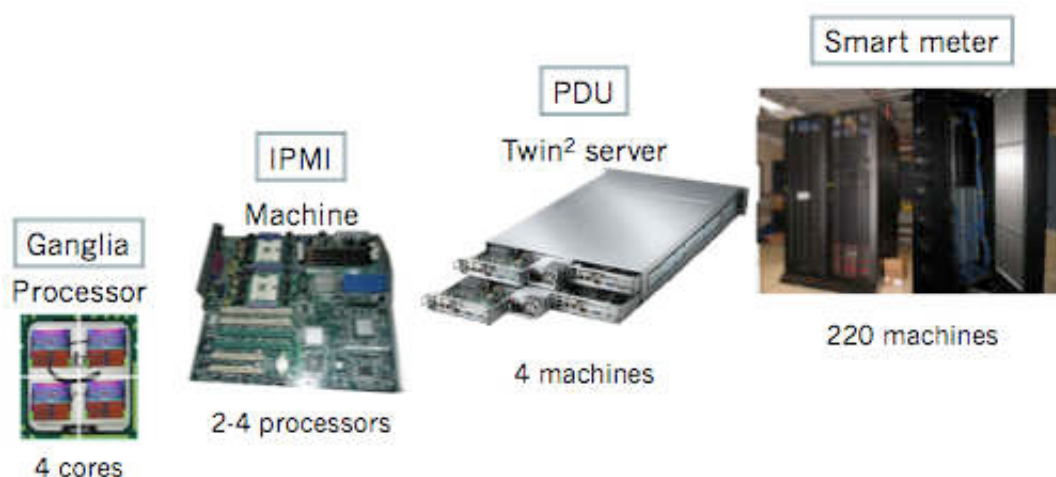 Smart meter
PDU
Twin² server
IPMI
Machine
Ganglia
Processor
220 machines
4 machines
2-4 processors
4 cores